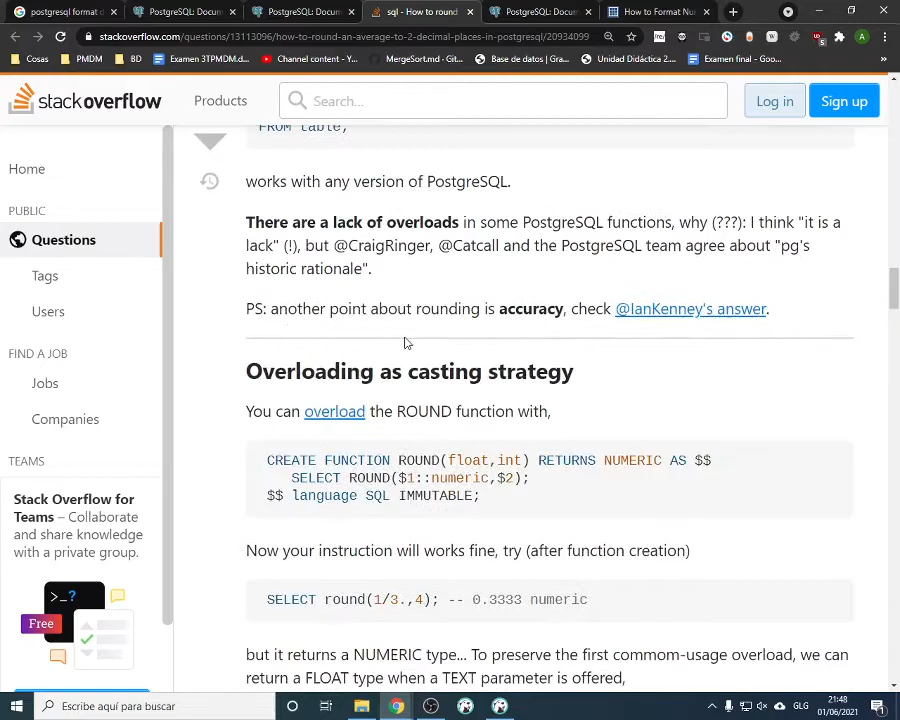 postgresql format d
PostgreSQL: Docum
PostgreSQL: Docum
sql - How to round
PostgreSQL: Docum
How to Format Nu
stackoverflow.com/questions/13113096/how-to-round-an-average-to-2-decimal-places-in-postgresql/20934099
Cosas
PMDM
BD
Examen 3TPMDM.d...
Channel content - Y...
MergeSort.md - Git...
Base de datos | Gra...
Unidad Didáctica 2...
Examen final - Goo...
stackoverflow
Products
Search...
Log in
Sign up
FROM table;
Home
works with any version of PostgreSQL.
PUBLIC
Questions
There are a lack of overloads in some PostgreSQL functions, why (???): I think "it is a
lack" (!), but @CraigRinger, @Catcall and the PostgreSQL team agree about "pg's
historic rationale".
Tags
Users
PS: another point about rounding is accuracy, check @IanKenney's answer.
FIND A JOB
Jobs
Companies
Overloading as casting strategy
You can overload the ROUND function with,
TEAMS
CREATE FUNCTION ROUND(float,int) RETURNS NUMERIC AS $$
SELECT ROUND($1::numeric,$2);
$$ language SQL IMMUTABLE;
Stack Overflow for
Teams – Collaborate
and share knowledge
with a private group.
Now your instruction will works fine, try (after function creation)
>_?
Free
SELECT round(1/3.,4); -- 0.3333 numeric
but it returns a NUMERIC type... To preserve the first commom-usage overload, we can
return a FLOAT type when a TEXT parameter is offered,
Escribe aquí para buscar
GLG
21:48
01/06/2021